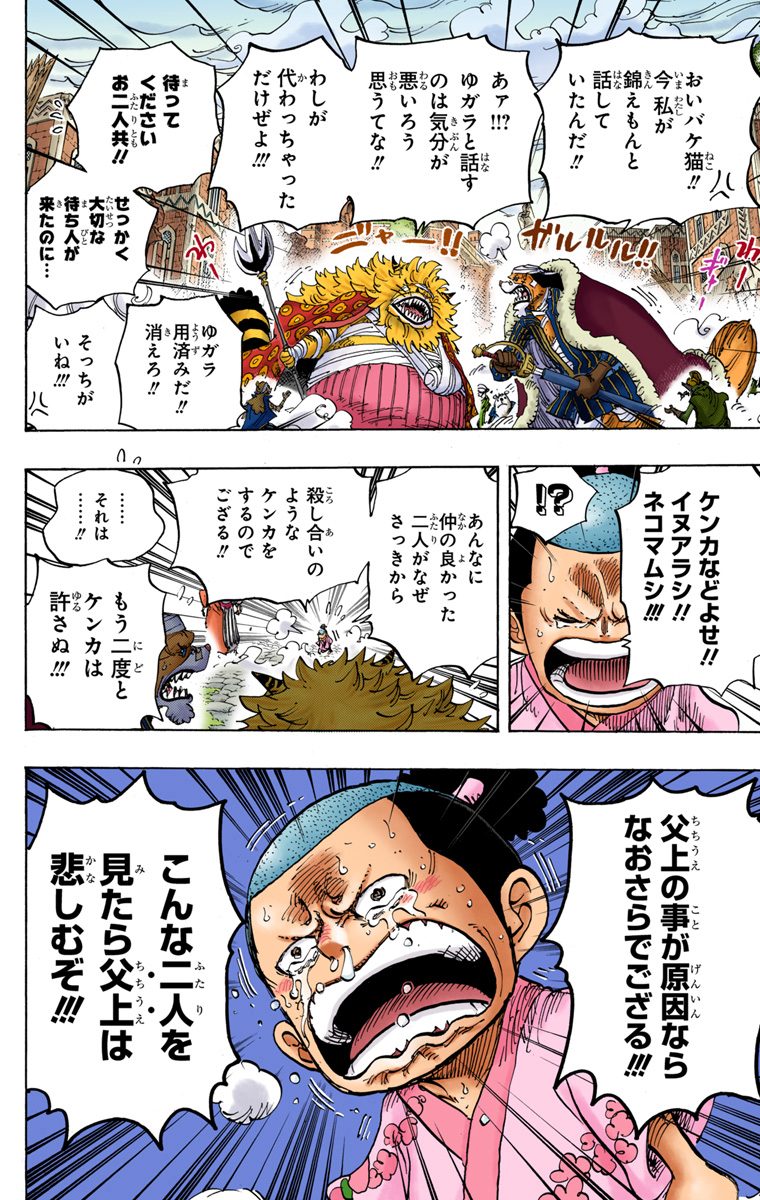 おいバケ猫!!
今私が
錦えもんと
話して
いたんだ!!
あァ!!?
ゆガラと話す
のは気分が
悪いろう
思うてな!!
わしが
代わっちゃった
だけぜよ!!!
待って
ください
お二人共!!
せっかく
大切な
待ち人が
来たのに…
ゆガラ
用済みだ!!
消えろ!!
そっちが
いね!!!
ガルルルル!!
ジャーー!!
わー
ギャー
わー
ケンカなどよせ!!
イヌアラシ!!
ネコマムシ!!!
!?
あんなに
仲の良かった
二人がなぜ
さっきから
殺し合いの
ような
ケンカを
するので
ござる!!
……
それは
……!!
もう二度と
ケンカは
許さぬ!!!
父上の事が原因なら
なおさらでござる!!!
こんな二人を
見たら父上は
悲しむぞ!!!